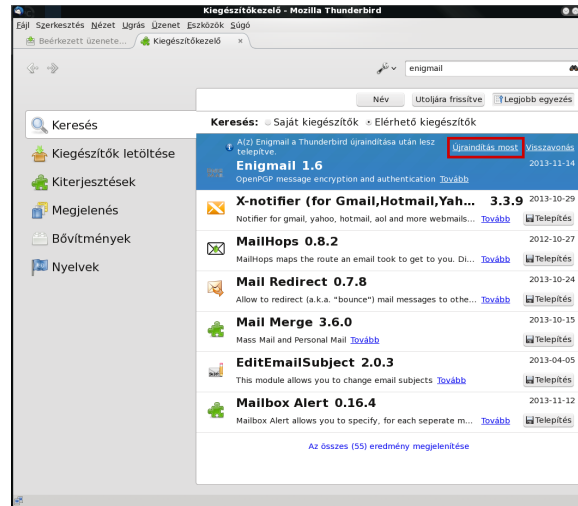 Kiegészítőkezelő - Mozilla Thunderbird
Fájl Szerkesztés Nézet Ugrás Üzenet Eszközök Súgó
Beérkezett üzenete... Kiegészítőkezelő ×
enigmail
Név Utoljára frissítve Legjobb egyezés
Keresés: Saját kiegészítők Elérhető kiegészítők
Keresés
Kiegészítők letöltése
Kiterjesztések
Megjelenés
Bővítmények
Nyelvek
A(z) Enigmail a Thunderbird újraindítása után lesz telepítve. Újraindítás most Visszavonás
Enigmail 1.6 2013-11-14
OpenPGP message encryption and authentication Tovább
X-notifier (for Gmail,Hotmail,Yah... 3.3.9 2013-10-29
Notifier for gmail, yahoo, hotmail, aol and more webmails... Tovább Telepítés
MailHops 0.8.2 2012-10-27
MailHops maps the route an email took to get to you. Di... Tovább Telepítés
Mail Redirect 0.7.8 2013-10-24
Allow to redirect (a.k.a. "bounce") mail messages to othe... Tovább Telepítés
Mail Merge 3.6.0 2013-10-15
Mass Mail and Personal Mail Tovább Telepítés
EditEmailSubject 2.0.3 2013-04-05
This module allows you to change email subjects Tovább Telepítés
Mailbox Alert 0.16.4 2013-11-12
Mailbox Alert allows you to specify, for each seperate m... Tovább Telepítés
Az összes (55) eredmény megjelenítése